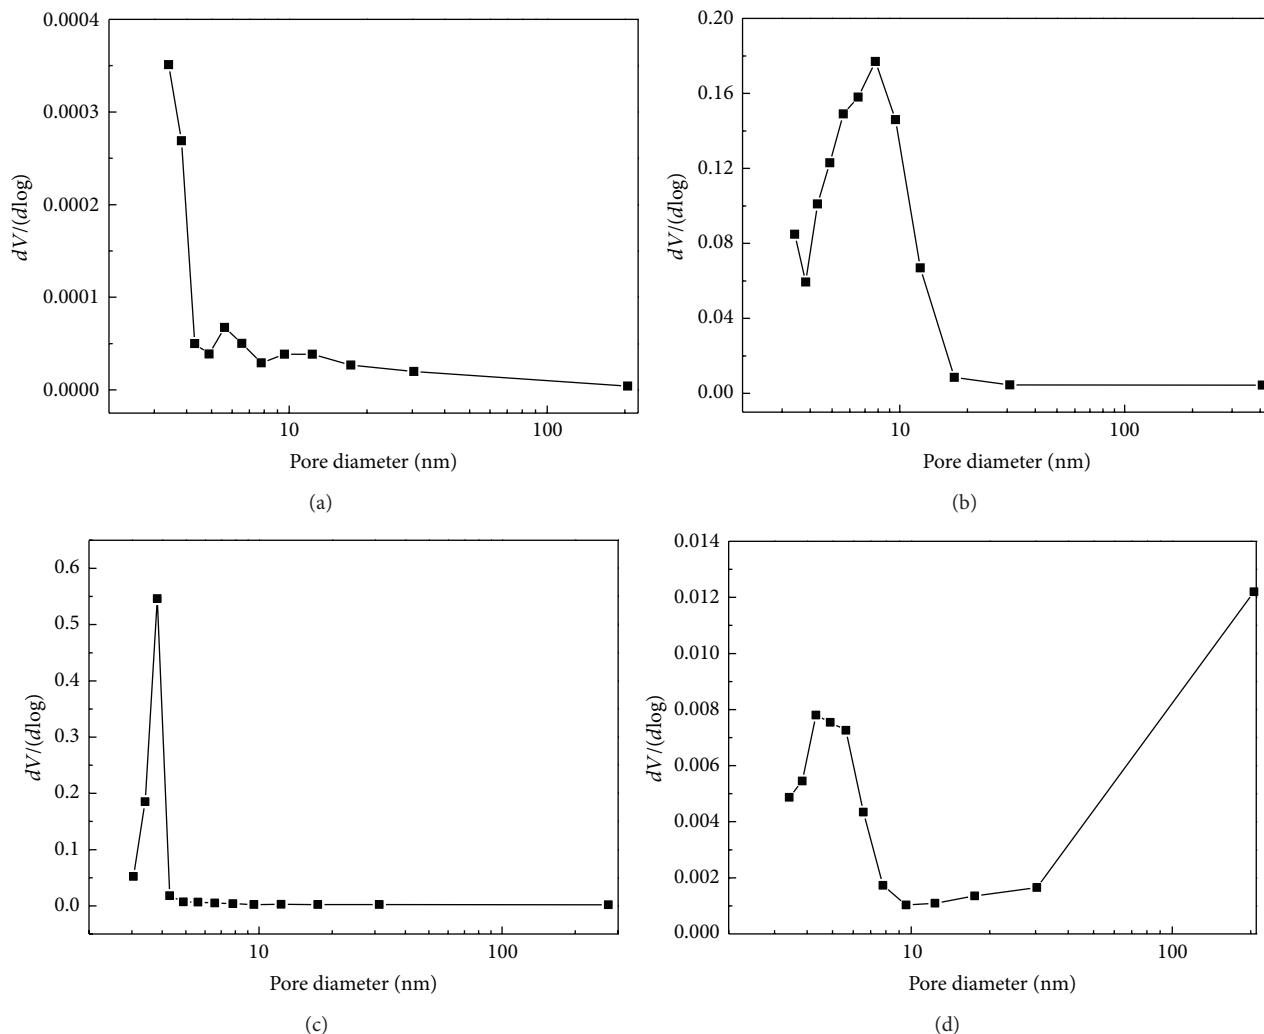 0.0004
0.0003
0.0002
0.0001
0.0000
dV/(dlog)
10 100
Pore diameter (nm)
(a)
0.20
0.16
0.12
0.08
0.04
0.00
dV/(dlog)
10 100
Pore diameter (nm)
(b)
0.6
0.5
0.4
0.3
0.2
0.1
0.0
dV/(dlog)
10 100
Pore diameter (nm)
(c)
0.014
0.012
0.010
0.008
0.006
0.004
0.002
0.000
dV/(dlog)
10 100
Pore diameter (nm)
(d)